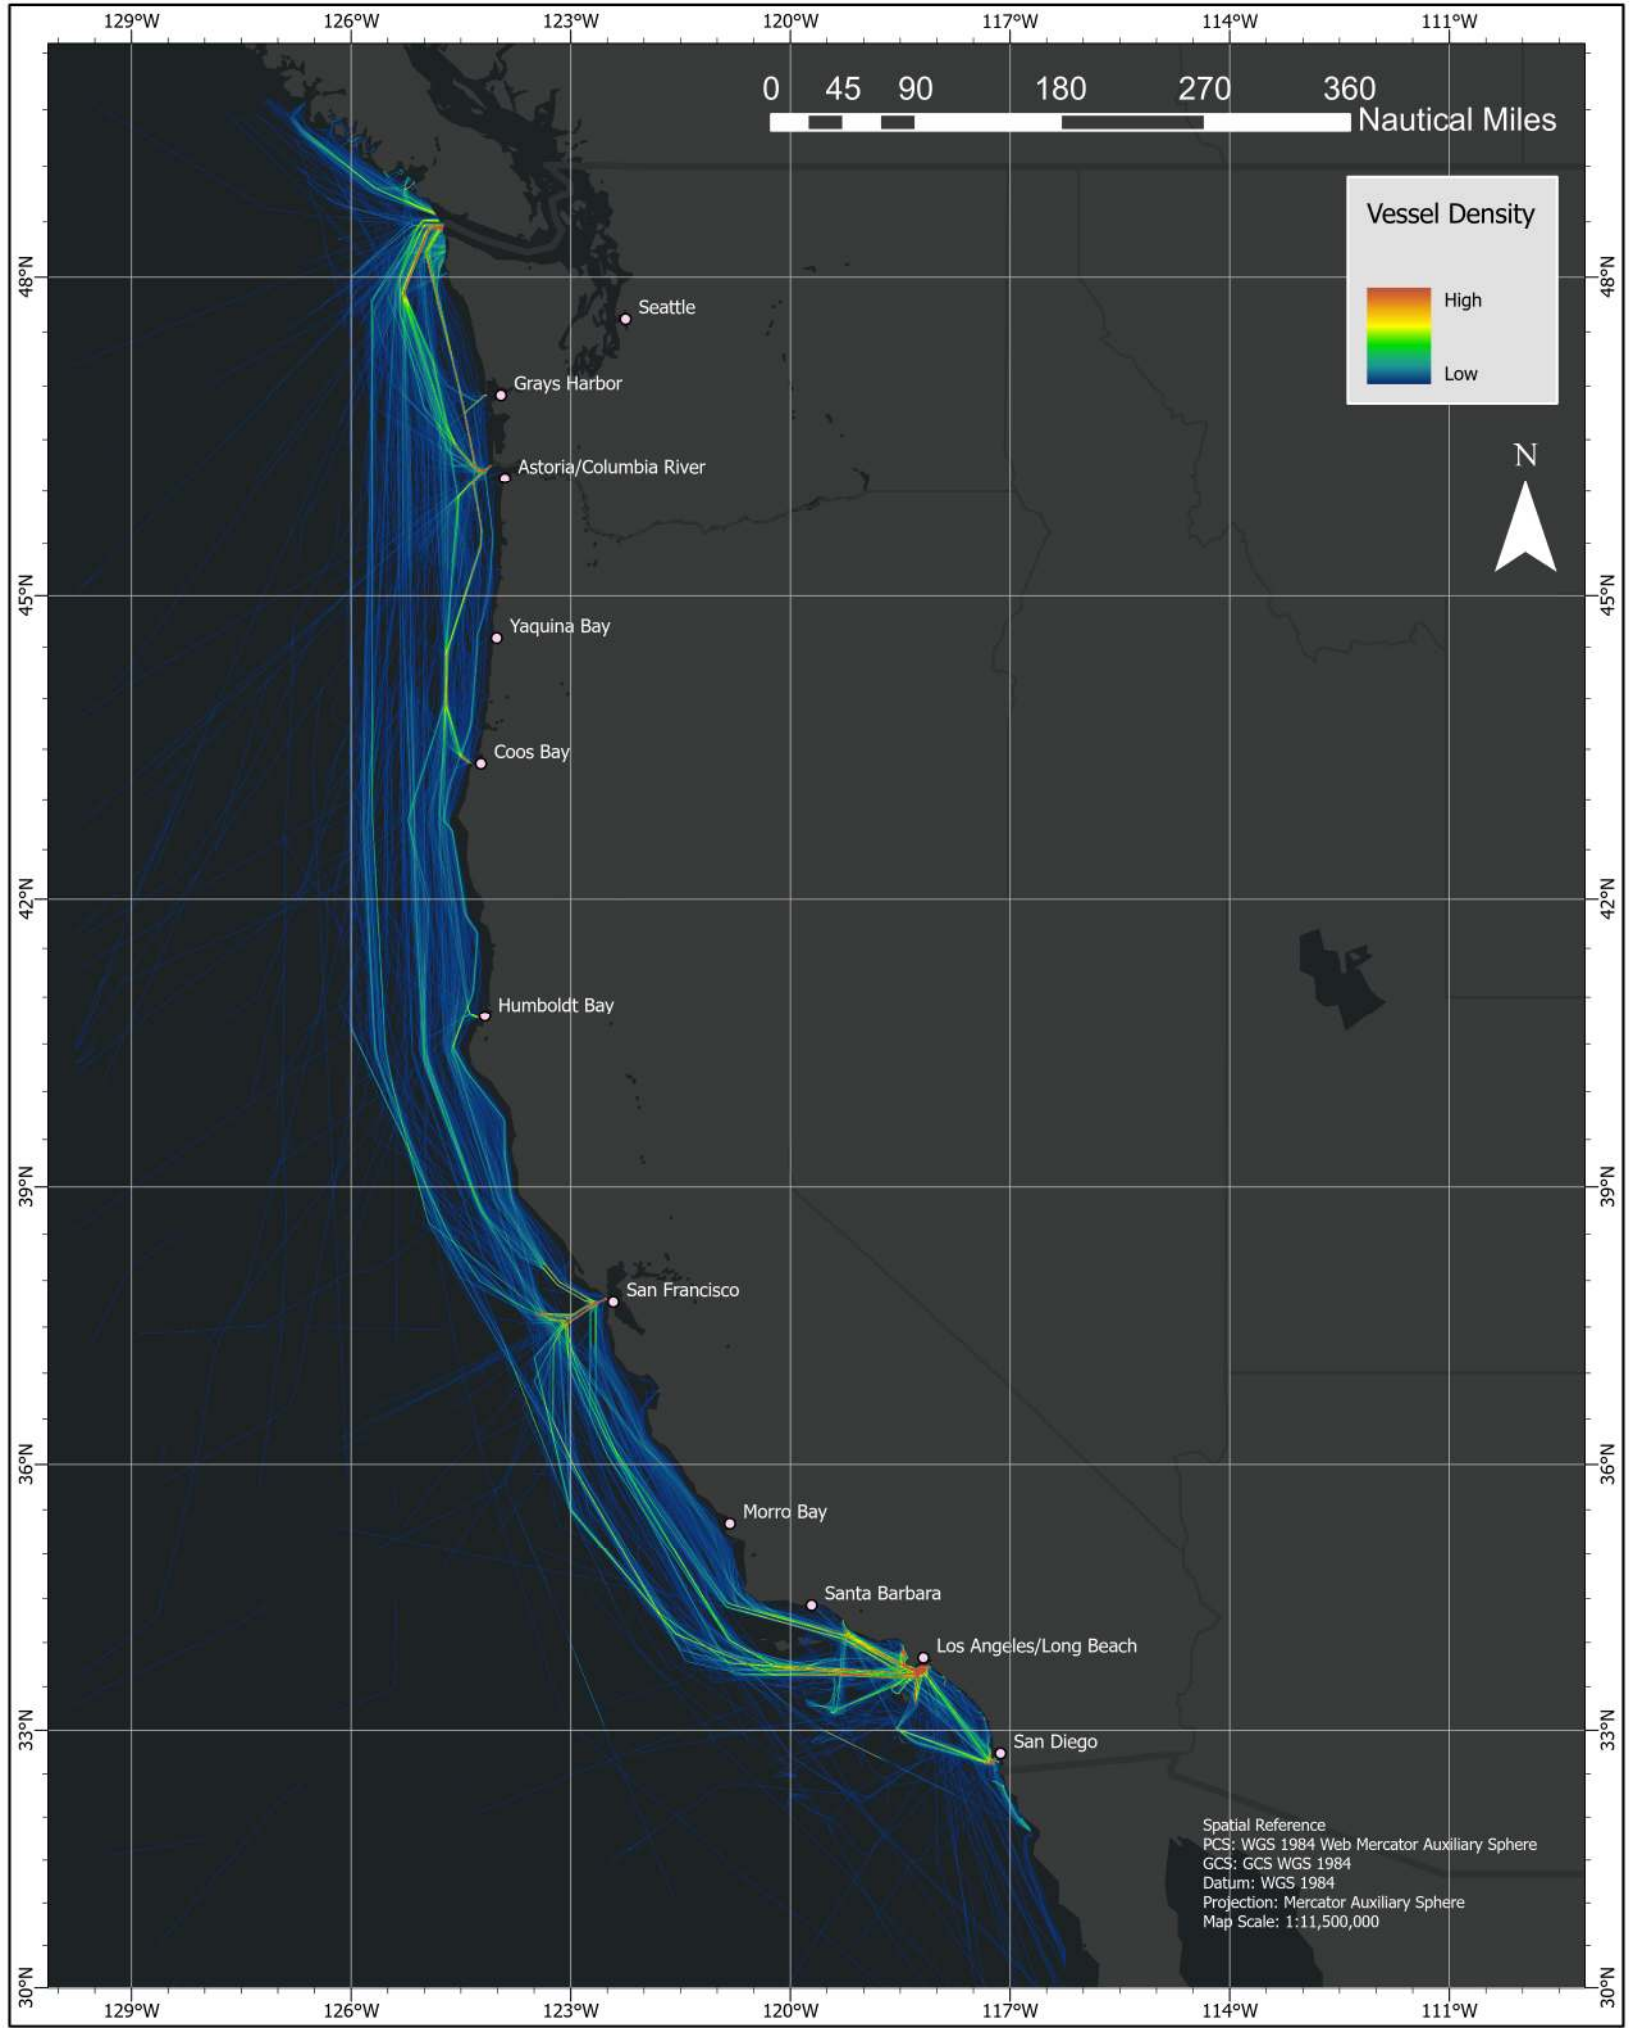 129°W 126°W 123°W 120°W 117°W 114°W 111°W
0 45 90 180 270 360
Nautical Miles
Vessel Density
High
Low
48°N 48°N
Seattle
Grays Harbor
N
Astoria/Columbia River
45°N 45°N
Yaquina Bay
Coos Bay
42°N 42°N
Humboldt Bay
39°N 39°N
San Francisco
36°N 36°N
Morro Bay
Santa Barbara
Los Angeles/Long Beach
33°N 33°N
San Diego
Spatial Reference
PCS: WGS 1984 Web Mercator Auxiliary Sphere
GCS: GCS WGS 1984
Datum: WGS 1984
Projection: Mercator Auxiliary Sphere
Map Scale: 1:11,500,000
30°N 30°N
129°W 126°W 123°W 120°W 117°W 114°W 111°W